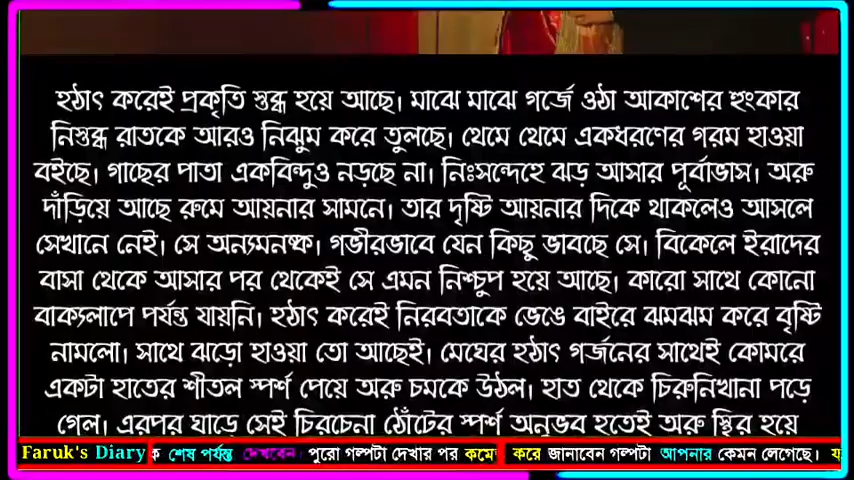 হঠাৎ করেই প্রকৃতি স্তব্ধ হয়ে আছে। মাঝে মাঝে গর্জে ওঠা আকাশের হুংকার
নিস্তব্ধ রাতকে আরও নিঝুম করে তুলছে। থেমে থেমে একধরণের গরম হাওয়া
বইছে। গাছের পাতা একবিন্দুও নড়ছে না। নিঃসন্দেহে ঝড় আসার পূর্বাভাস। অরু
দাঁড়িয়ে আছে রুমে আয়নার সামনে। তার দৃষ্টি আয়নার দিকে থাকলেও আসলে
সেখানে নেই। সে অন্যমনষ্ক। গভীরভাবে যেন কিছু ভাবছে সে। বিকেলে ইরাদের
বাসা থেকে আসার পর থেকেই সে এমন নিশ্চুপ হয়ে আছে। কারো সাথে কোনো
বাক্যলাপে পর্যন্ত যায়নি। হঠাৎ করেই নিরবতাকে ভেঙে বাইরে ঝমঝম করে বৃষ্টি
নামলো। সাথে ঝড়ো হাওয়া তো আছেই। মেঘের হঠাৎ গর্জনের সাথেই কোমরে
একটা হাতের শীতল স্পর্শ পেয়ে অরু চমকে উঠল। হাত থেকে চিরুনিখানা পড়ে
গেল। এরপর ঘাড়ে সেই চিরচেনা ঠোঁটের স্পর্শ অনুভব হতেই অরু স্থির হয়ে
Faruk's Diary শেষ পর্যন্ত দেখবেন। পুরো গল্পটা দেখার পর কমে করে জানাবেন গল্পটা আপনার কেমন লেগেছে।